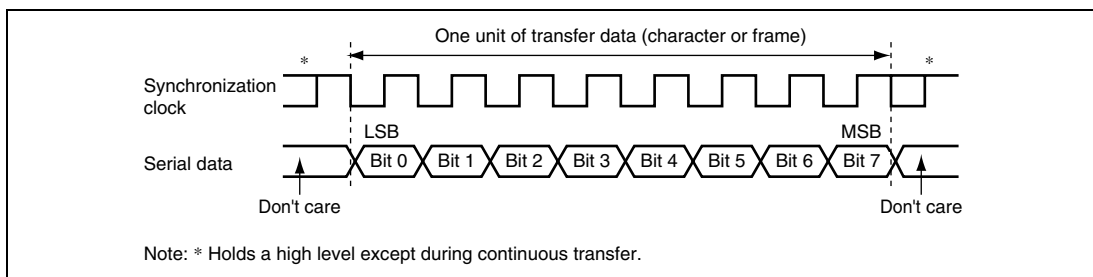 One unit of transfer data (character or frame)
* *
Synchronization
clock
LSB MSB
Serial data Bit 0 Bit 1 Bit 2 Bit 3 Bit 4 Bit 5 Bit 6 Bit 7
Don't care Don't care
Note: * Holds a high level except during continuous transfer.